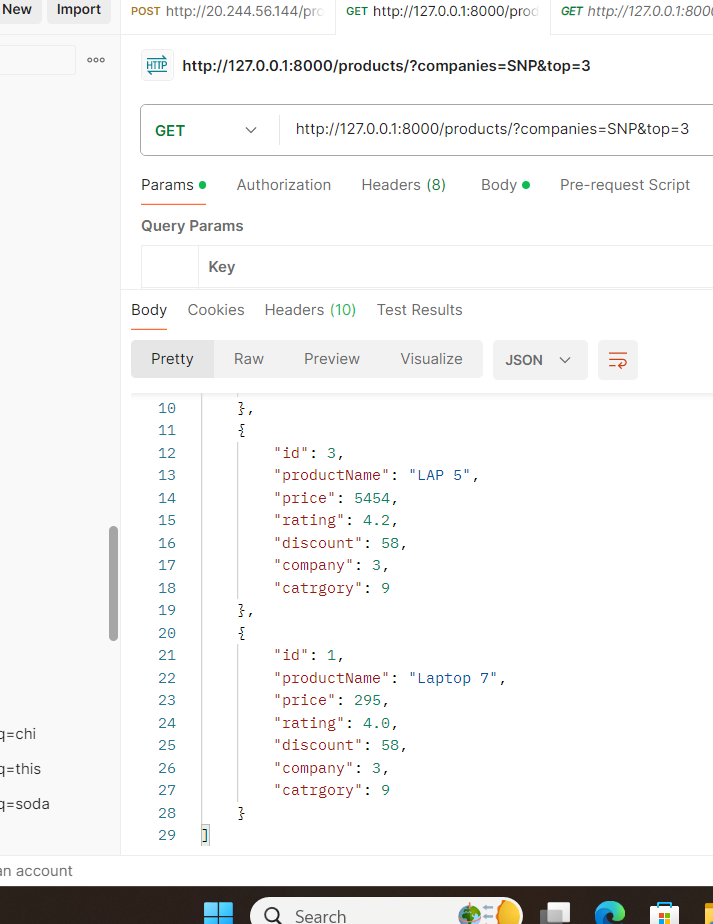 New Import POST http://20.244.56.144/pro GET http://127.0.0.1:8000/prod GET http://127.0.0.1:8000/
HTTP http://127.0.0.1:8000/products/?companies=SNP&top=3
GET http://127.0.0.1:8000/products/?companies=SNP&top=3
Params Authorization Headers (8) Body Pre-request Script
Query Params
Key
Body Cookies Headers (10) Test Results
Pretty Raw Preview Visualize JSON
10 },
11 {
12 "id": 3,
13 "productName": "LAP 5",
14 "price": 5454,
15 "rating": 4.2,
16 "discount": 58,
17 "company": 3,
18 "catrgory": 9
19 },
20 {
21 "id": 1,
22 "productName": "Laptop 7",
23 "price": 295,
24 "rating": 4.0,
25 "discount": 58,
26 "company": 3,
27 "catrgory": 9
28 }
29 ]
q=chi
q=this
q=soda
an account
Search